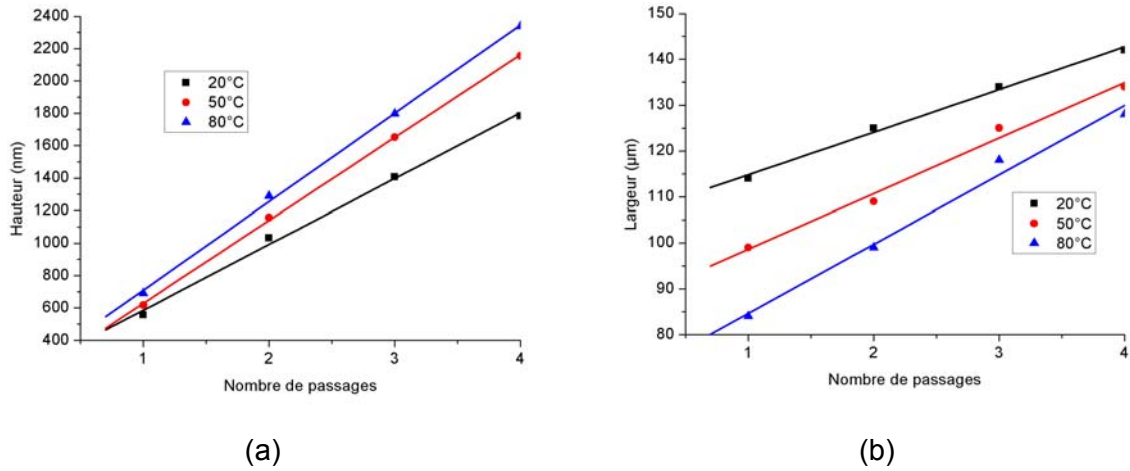 2400
2200
2000
1800
1600
1400
1200
1000
800
600
400
Hauteur (nm)
20°C
50°C
80°C
1 2 3 4
Nombre de passages
(a)
150
140
130
120
110
100
90
80
Largeur (µm)
20°C
50°C
80°C
1 2 3 4
Nombre de passages
(b)